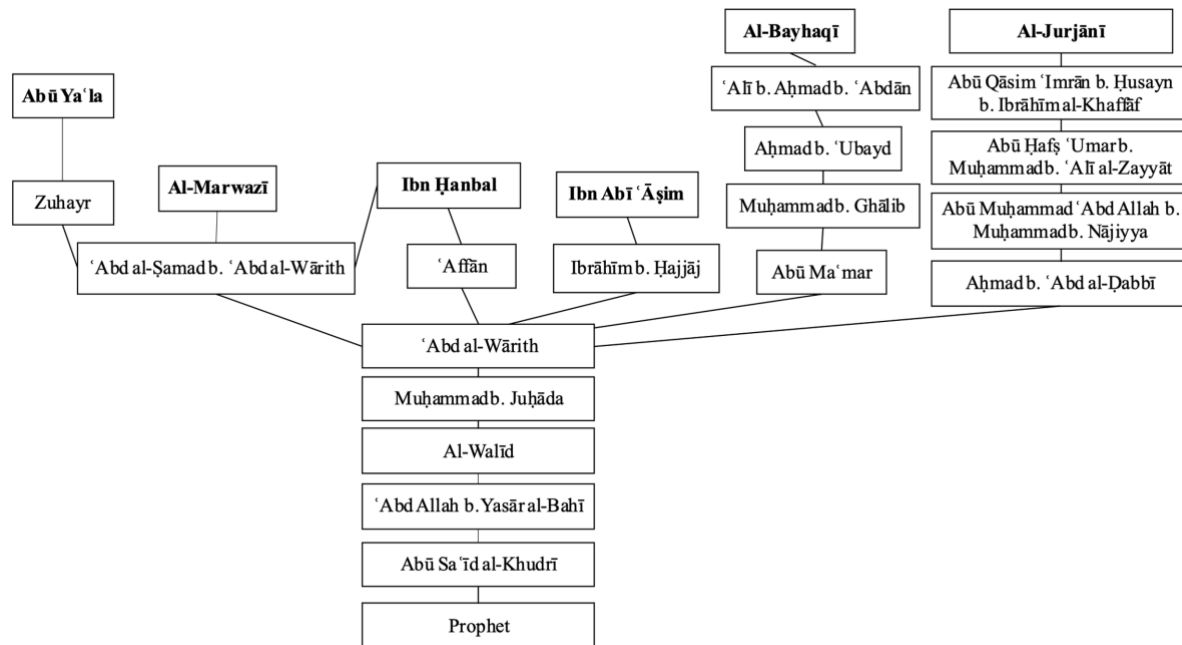 Al-Bayhaqī
Al-Jurjānī
ʿAlī b. Aḥmad b. ʿAbdān
Abū Qāsim ʿImrān b. Ḥusayn
b. Ibrāhīm al-Khaffāf
Abū Yaʿla
Aḥmad b. ʿUbayd
Abū Ḥafṣ ʿUmar b.
Muḥammad b. ʿAlī al-Zayyāt
Al-Marwazī
Ibn Ḥanbal
Ibn Abī ʿĀṣim
Zuhayr
Muḥammad b. Ghālib
Abū Muḥammad ʿAbd Allah b.
Muḥammad b. Nājiyya
ʿAbd al-Ṣamad b. ʿAbd al-Wārith
ʿAffān
Ibrāhīm b. Ḥajjāj
Abū Maʿmar
Aḥmad b. ʿAbd al-Ḍabbī
ʿAbd al-Wārith
Muḥammad b. Juḥāda
Al-Walīd
ʿAbd Allah b. Yasār al-Bahī
Abū Saʿīd al-Khudrī
Prophet